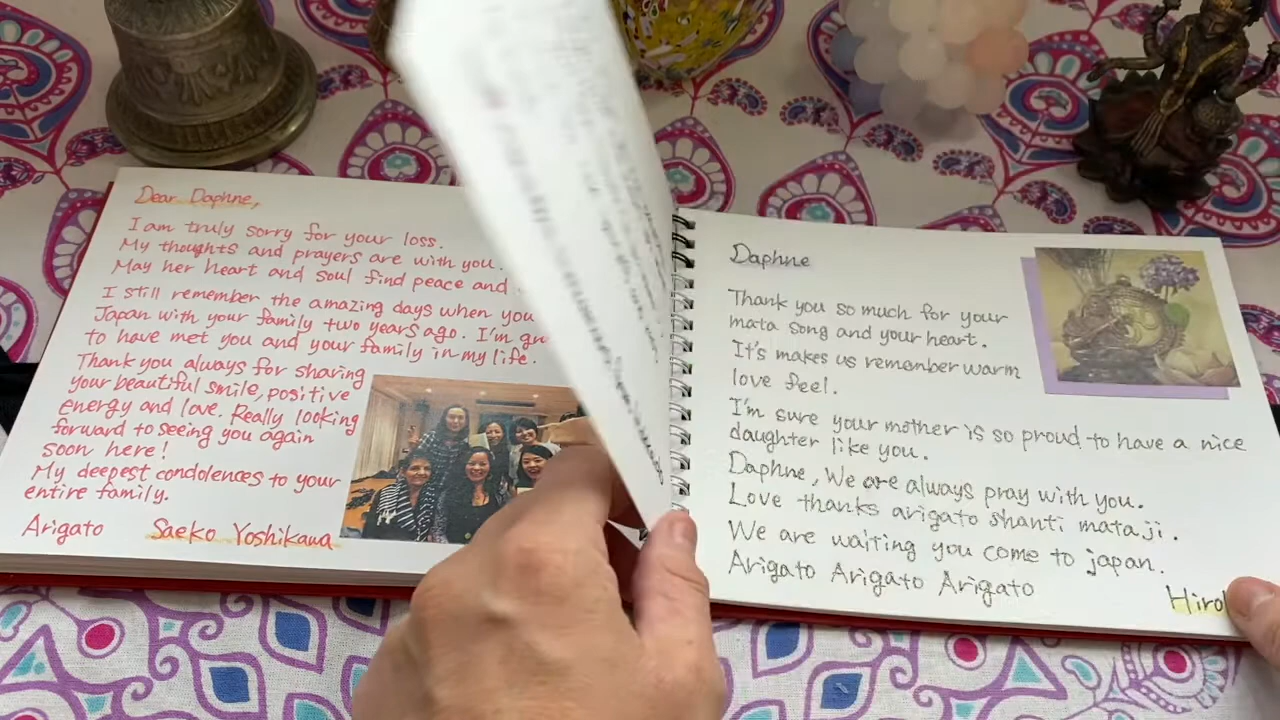 Dear Daphne,
I am truly sorry for your loss.
My thoughts and prayers are with you.
May her heart and soul find peace and
I still remember the amazing days when you
Japan with your family two years ago. I'm
to have met you and your family in my life.
Thank you always for sharing
your beautiful smile, positive
energy and love. Really looking
forward to seeing you again
soon here!
My deepest condolences to your
entire family.
Arigato Saeko Yoshikawa
Daphne
Thank you so much for your
mata song and your heart.
It's makes us remember warm
love feel.
I'm sure your mother is so proud to have a nice
daughter like you.
Daphne, We are always pray with you.
Love thanks arigato shanti mata ji.
We are waiting you come to japan.
Arigato Arigato Arigato